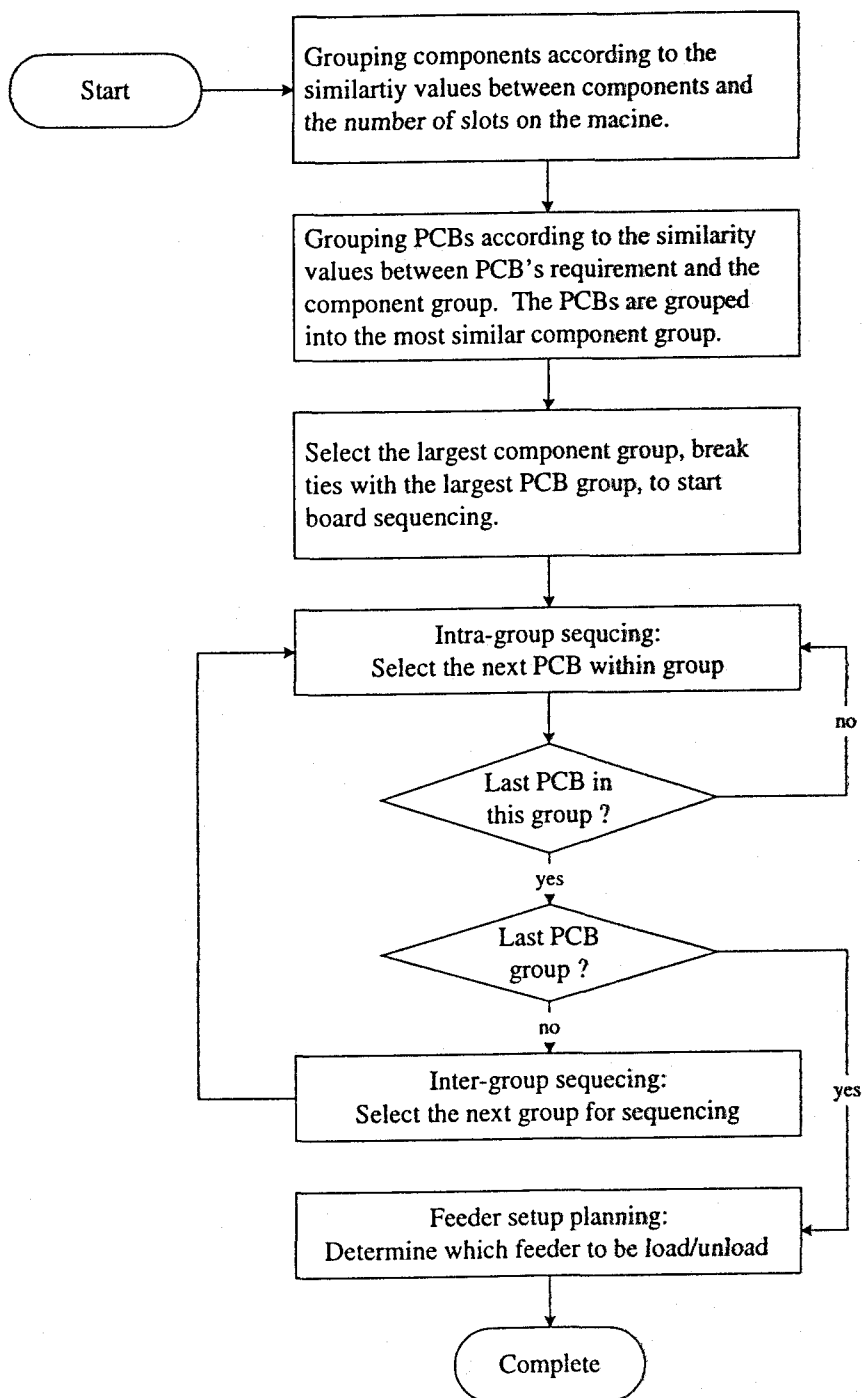 Start
Grouping components according to the
similartiy values between components and
the number of slots on the macine.
Grouping PCBs according to the similarity
values between PCB's requirement and the
component group. The PCBs are grouped
into the most similar component group.
Select the largest component group, break
ties with the largest PCB group, to start
board sequencing.
Intra-group sequcing:
Select the next PCB within group
no
Last PCB in
this group ?
yes
Last PCB
group ?
no
yes
Inter-group sequecing:
Select the next group for sequencing
Feeder setup planning:
Determine which feeder to be load/unload
Complete